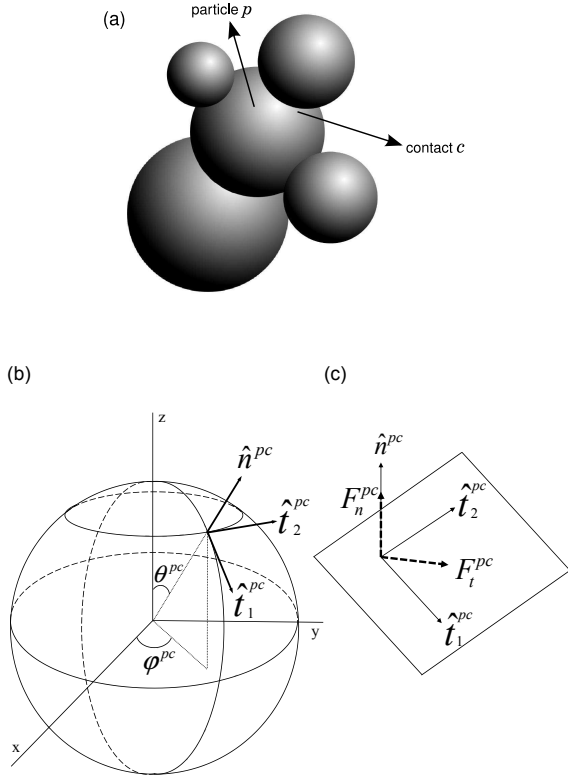 (a)
particle p
contact c
(b)
z
n̂^{pc}
t̂_2^{pc}
θ^{pc}
t̂_1^{pc}
y
φ^{pc}
x
(c)
n̂^{pc}
F_n^{pc}
t̂_2^{pc}
F_t^{pc}
t̂_1^{pc}